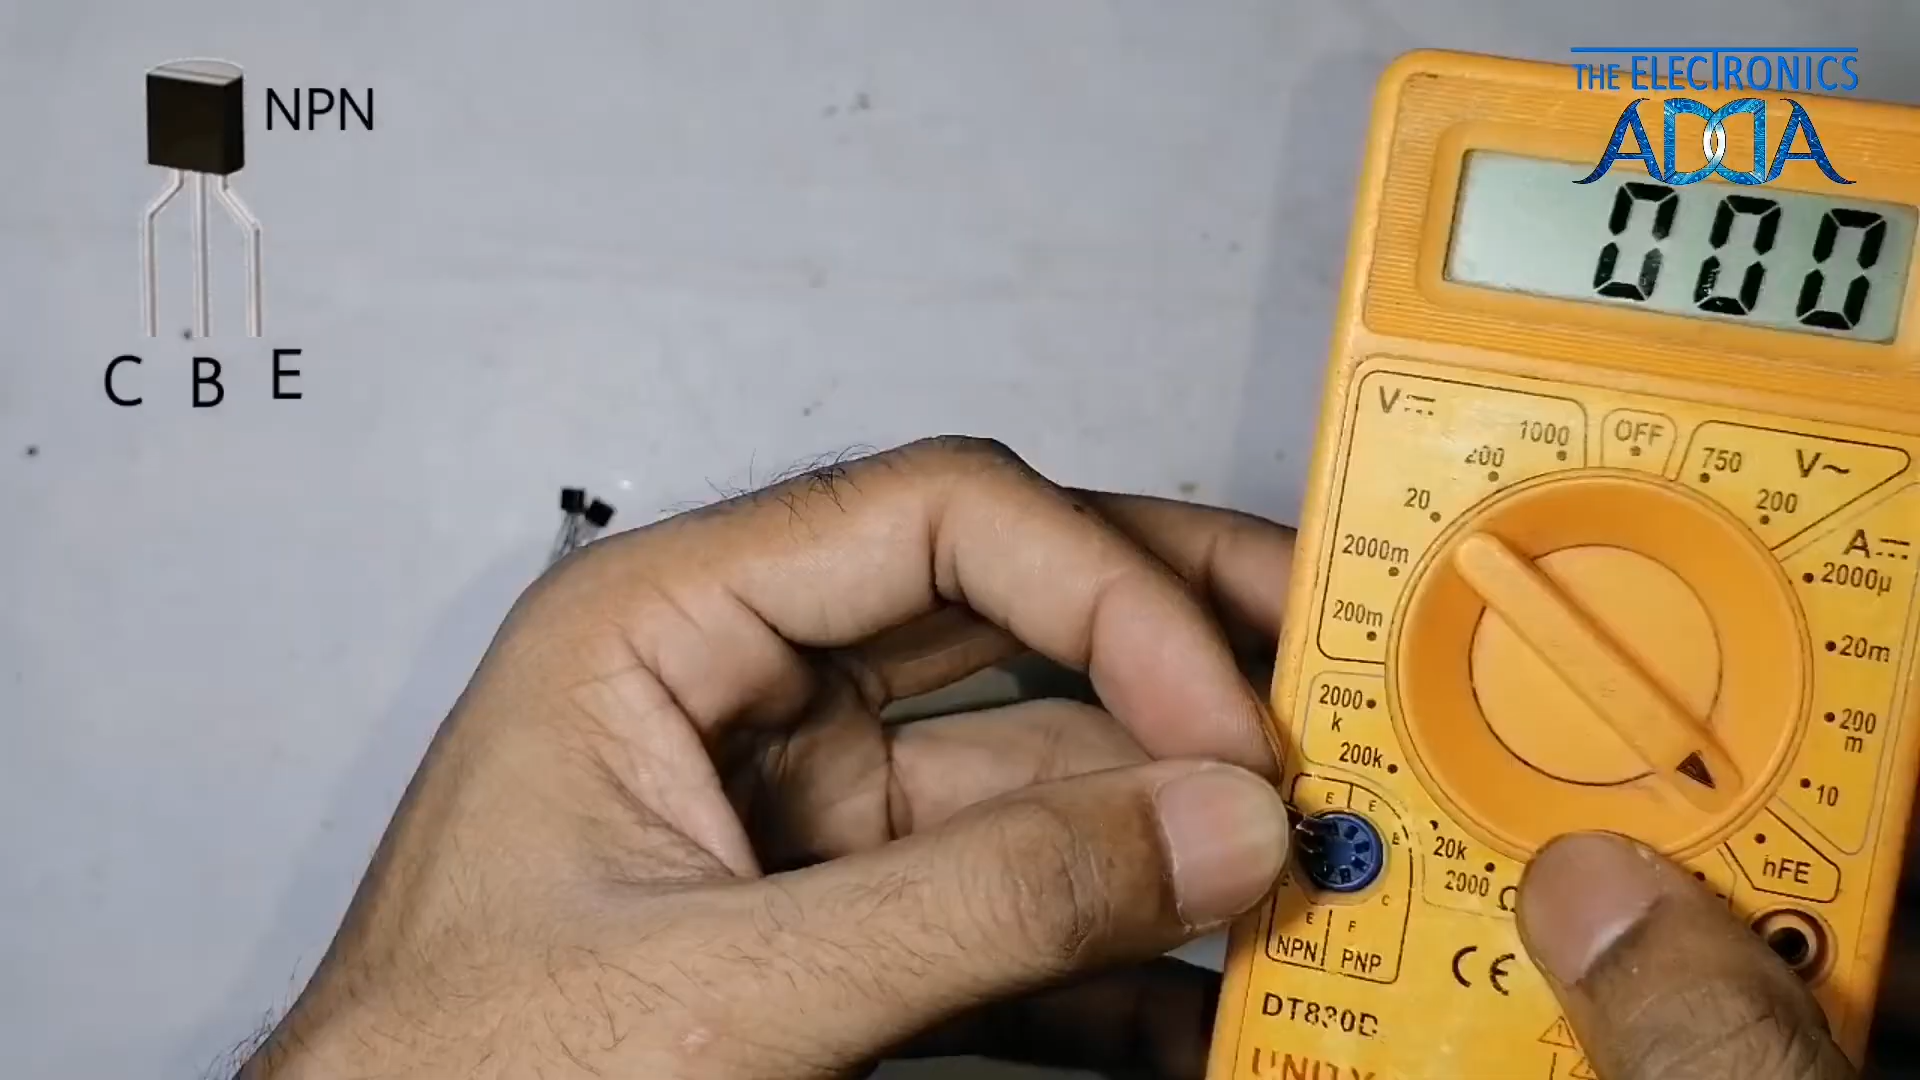 NPN
C B E
THE ELECTRONICS
ADDA
000
V
OFF
1000
200
20
2000m
200m
750
V~
200
A
2000µ
20m
200
m
10
2000
k
200k
20k
2000 Ω
hFE
E
E
B
C
E
NPN
PNP
CE
DT830D
UNITY